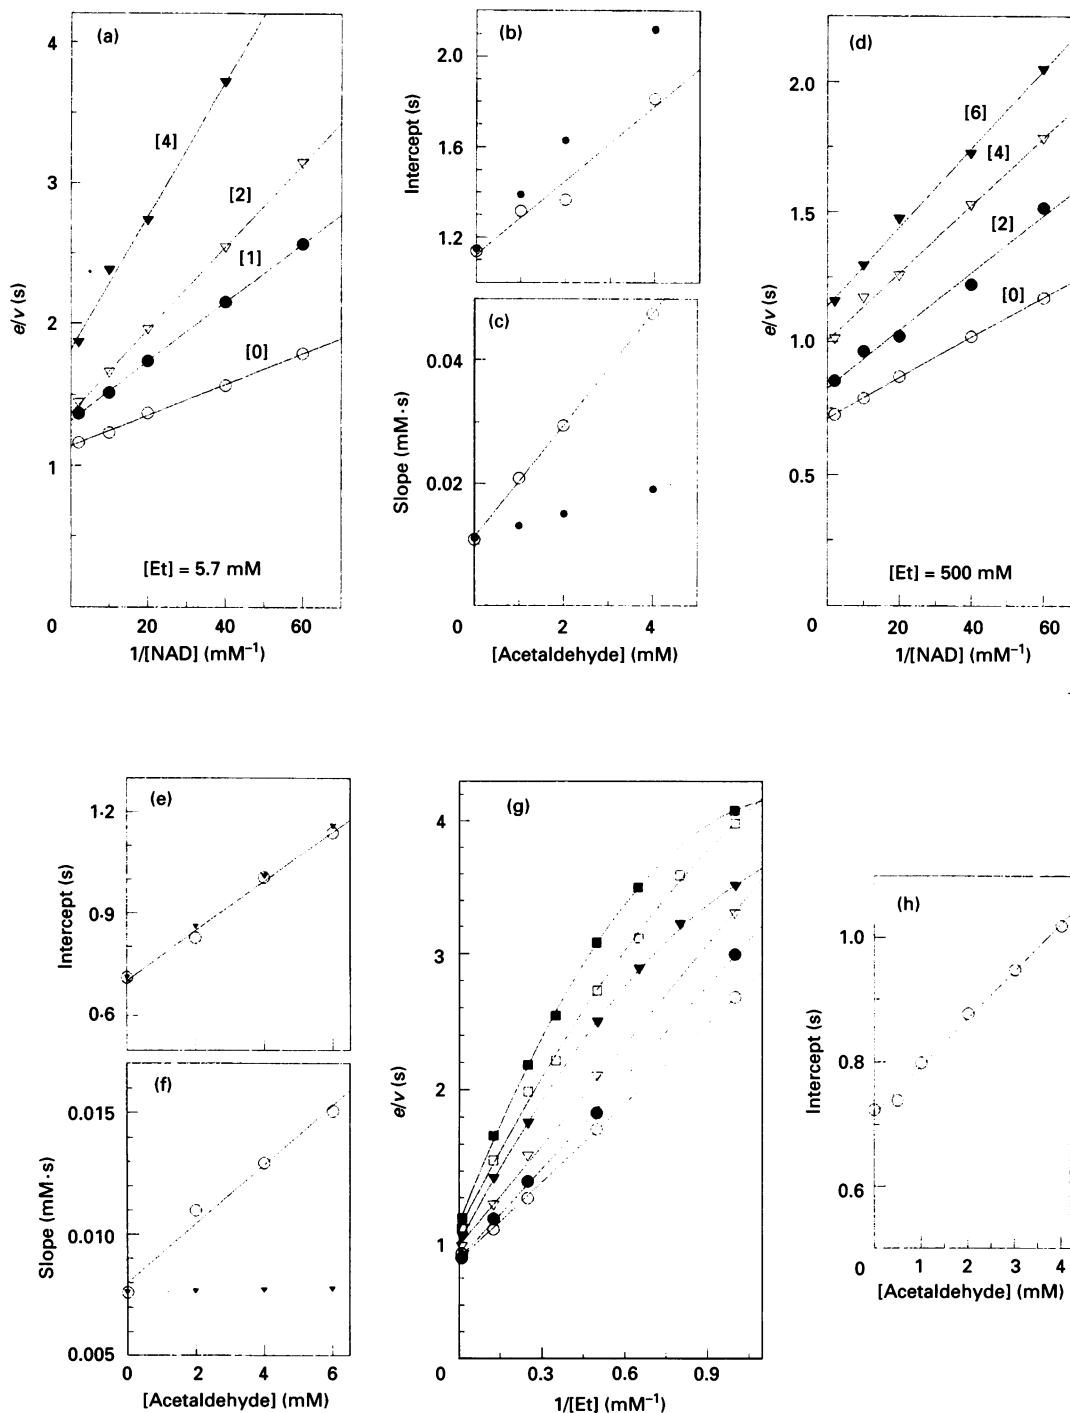 (a)
4
3
2
1
0
e/v (s)
[4]
[2]
[1]
[0]
[Et] = 5.7 mM
20
40
60
1/[NAD] (mM⁻¹)
(b)
2.0
1.6
1.2
Intercept (s)
(c)
0.04
0.02
0
Slope (mM·s)
2
4
[Acetaldehyde] (mM)
(d)
2.0
1.5
1.0
0.5
0
[6]
[4]
[2]
[0]
[Et] = 500 mM
20
40
60
1/[NAD] (mM⁻¹)
(e)
1·2
0.9
0·6
Intercept (s)
(f)
0.015
0.010
0.005
Slope (mM·s)
0
2
4
6
[Acetaldehyde] (mM)
(g)
4
3
2
1
0
e/v (s)
0.3
0.6
0.9
1/[Et] (mM⁻¹)
(h)
1.0
0.8
0.6
0
Intercept (s)
1
2
3
4
[Acetaldehyde] (mM)